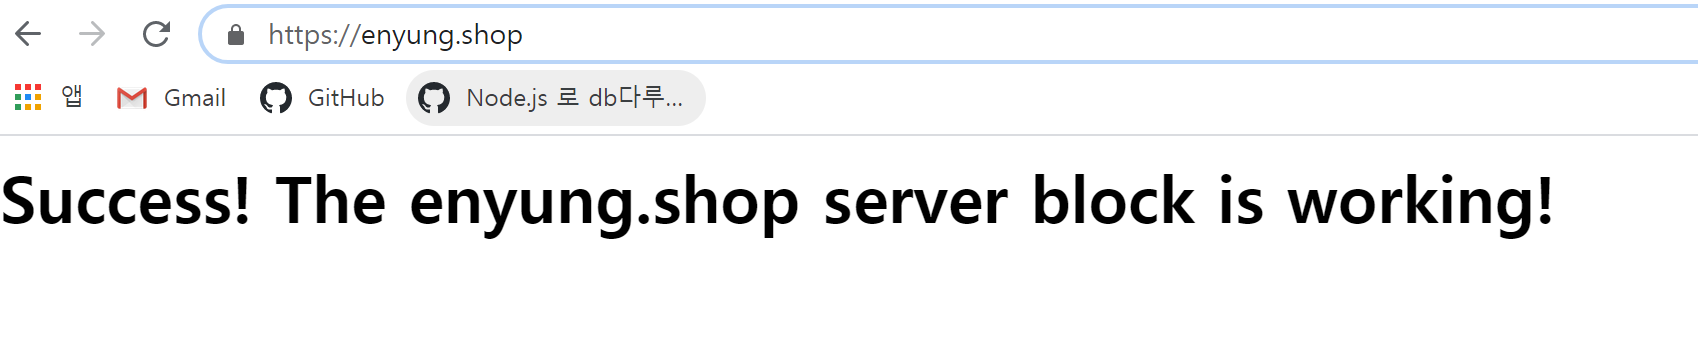 https://enyung.shop
앱 Gmail GitHub Node.js 로 db다루...
Success! The enyung.shop server block is working!